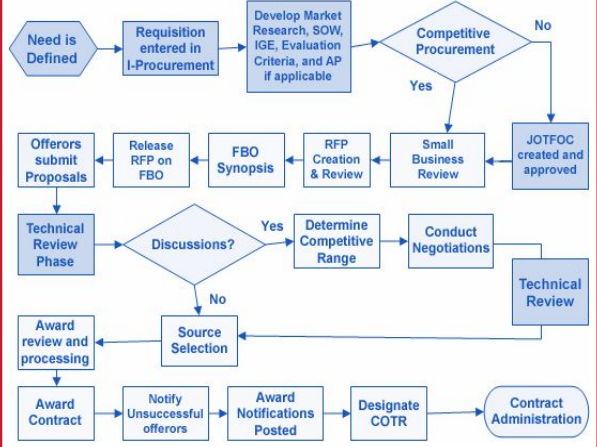 Need is
Defined
Requisition
entered in
I-Procurement
Develop Market
Research, SOW,
IGE, Evaluation
Criteria, and AP
if applicable
Competitive
Procurement
No
Yes
JOTFOC
created and
approved
Small
Business
Review
RFP
Creation
& Review
FBO
Synopsis
Release
RFP on
FBO
Offerors
submit
Proposals
Technical
Review
Phase
Discussions?
Yes
No
Determine
Competitive
Range
Conduct
Negotiations
Technical
Review
Source
Selection
Award
review and
processing
Award
Contract
Notify
Unsuccessful
offerors
Award
Notifications
Posted
Designate
COTR
Contract
Administration